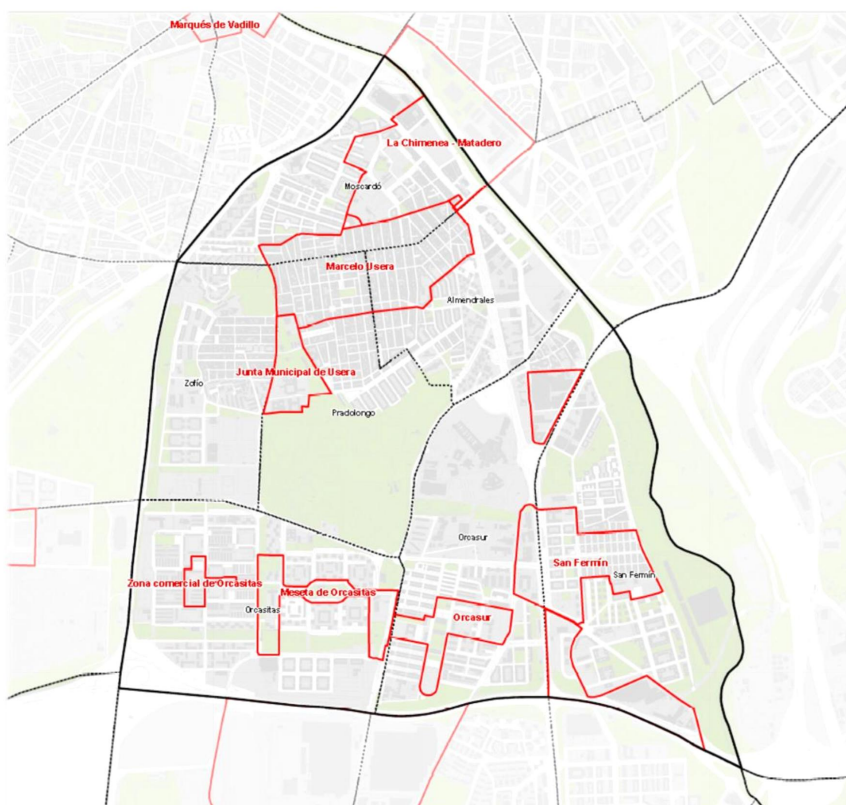 Marqués de Vadillo
La Chimenea - Matadero
Moscardó
Marcelo Usera
Almendrales
Junta Municipal de Usera
Zofío
Pradolongo
Orcasur
San Fermín
San Fermín
Zona comercial de Orcasitas
Meseta de Orcasitas
Orcasitas
Orcasur